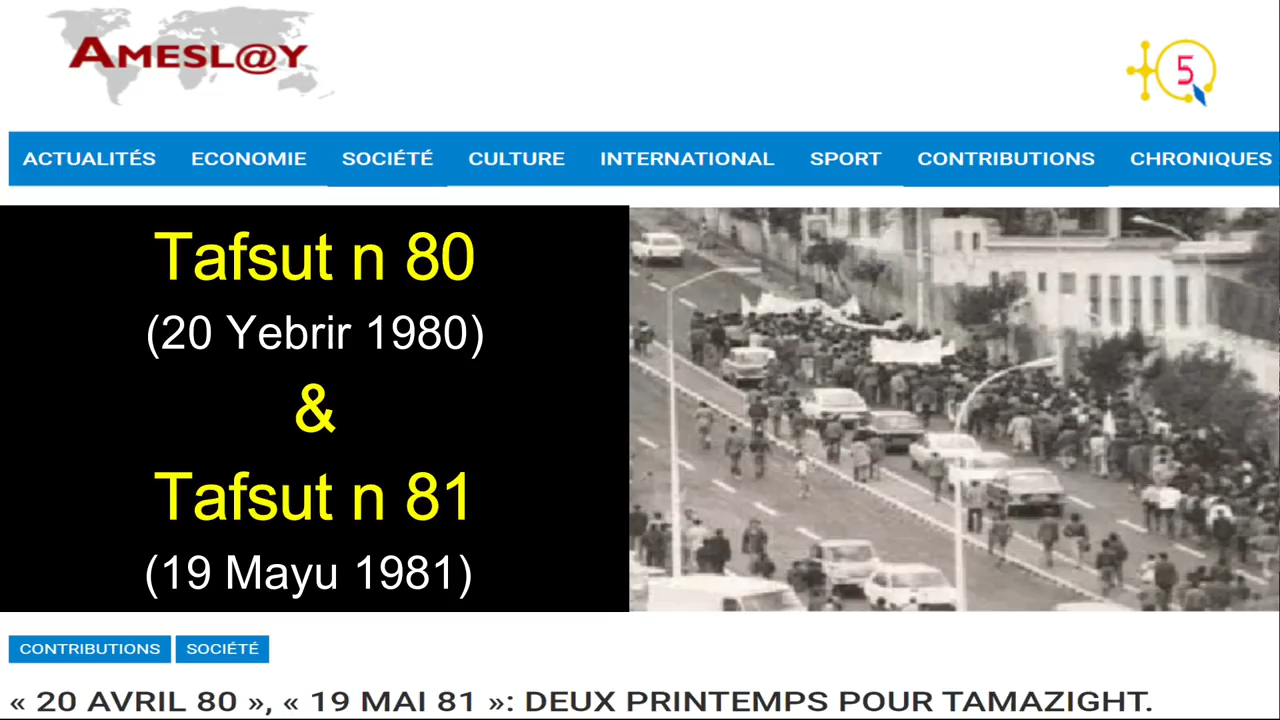 AMESL@Y
5
ACTUALITÉS ECONOMIE SOCIÉTÉ CULTURE INTERNATIONAL SPORT CONTRIBUTIONS CHRONIQUES
Tafsut n 80
(20 Yebrir 1980)
&
Tafsut n 81
(19 Mayu 1981)
CONTRIBUTIONS SOCIÉTÉ
« 20 AVRIL 80 », « 19 MAI 81 »: DEUX PRINTEMPS POUR TAMAZIGHT.